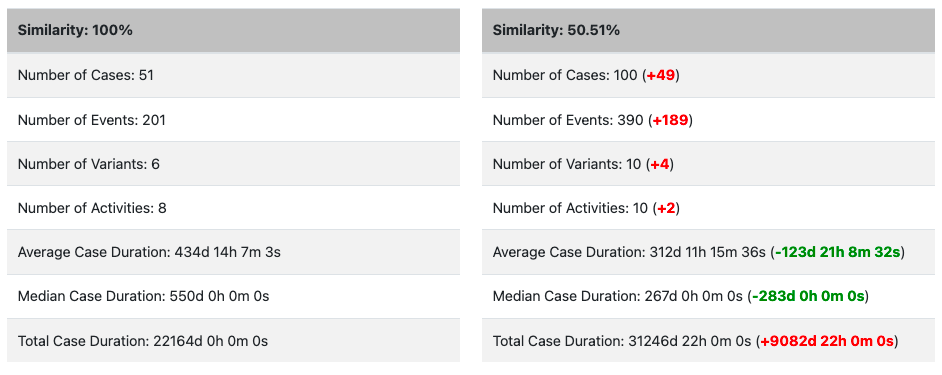 Similarity: 100%
Number of Cases: 51
Number of Events: 201
Number of Variants: 6
Number of Activities: 8
Average Case Duration: 434d 14h 7m 3s
Median Case Duration: 550d 0h 0m 0s
Total Case Duration: 22164d 0h 0m 0s
Similarity: 50.51%
Number of Cases: 100 (+49)
Number of Events: 390 (+189)
Number of Variants: 10 (+4)
Number of Activities: 10 (+2)
Average Case Duration: 312d 11h 15m 36s (-123d 21h 8m 32s)
Median Case Duration: 267d 0h 0m 0s (-283d 0h 0m 0s)
Total Case Duration: 31246d 22h 0m 0s (+9082d 22h 0m 0s)